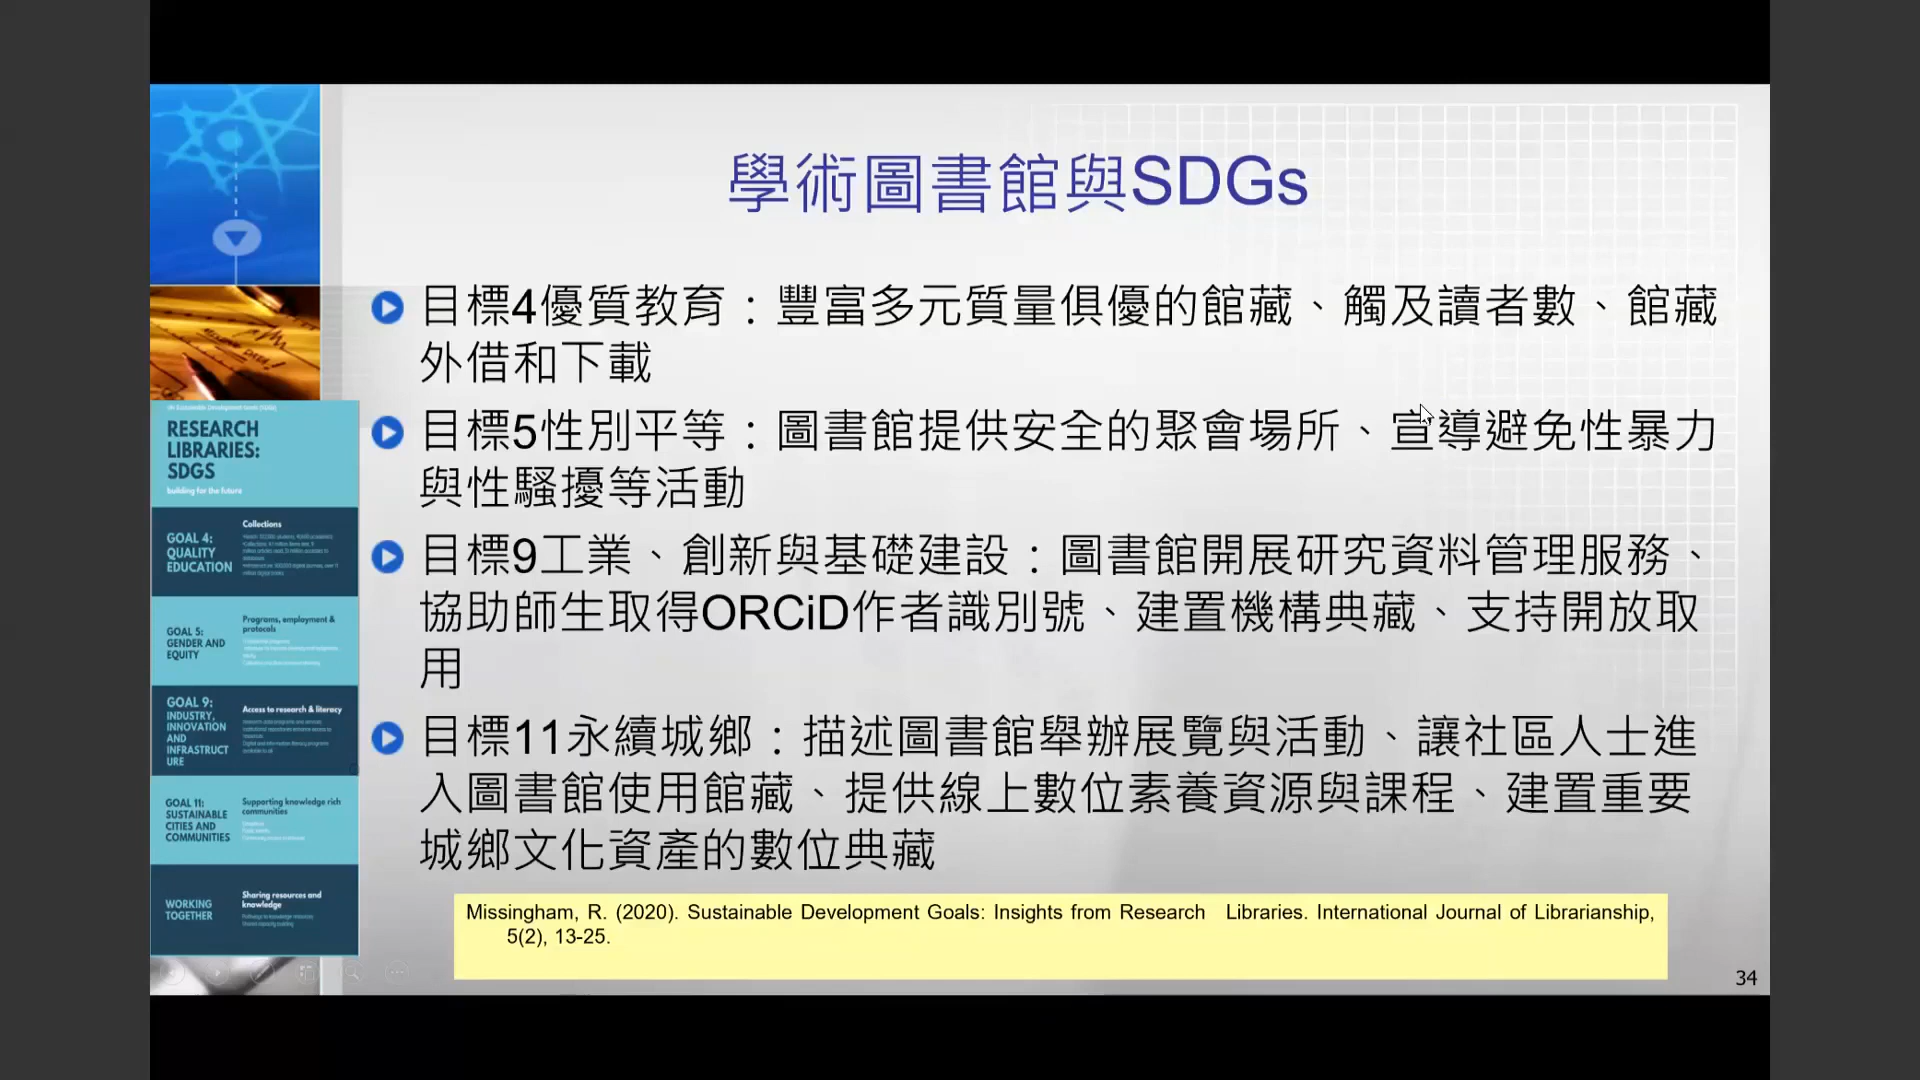 學術圖書館與SDGs
目標4優質教育：豐富多元質量俱優的館藏、觸及讀者數、館藏
外借和下載
目標5性別平等：圖書館提供安全的聚會場所、宣導避免性暴力
與性騷擾等活動
目標9工業、創新與基礎建設：圖書館開展研究資料管理服務、
協助師生取得ORCiD作者識別號、建置機構典藏、支持開放取
用
目標11永續城鄉：描述圖書館舉辦展覽與活動、讓社區人士進
入圖書館使用館藏、提供線上數位素養資源與課程、建置重要
城鄉文化資產的數位典藏
RESEARCH
LIBRARIES:
SDGS
building for the future
GOAL 4:
QUALITY
EDUCATION
Collections
GOAL 5:
GENDER AND
EQUITY
Programs, employment &
protocols
GOAL 9:
INDUSTRY,
INNOVATION
AND
INFRASTRUCT
URE
Access to research & literacy
GOAL 11:
SUSTAINABLE
CITIES AND
COMMUNITIES
Supporting knowledge rich
communities
WORKING
TOGETHER
Sharing resources and
knowledge
Missingham, R. (2020). Sustainable Development Goals: Insights from Research Libraries. International Journal of Librarianship,
5(2), 13-25.
34